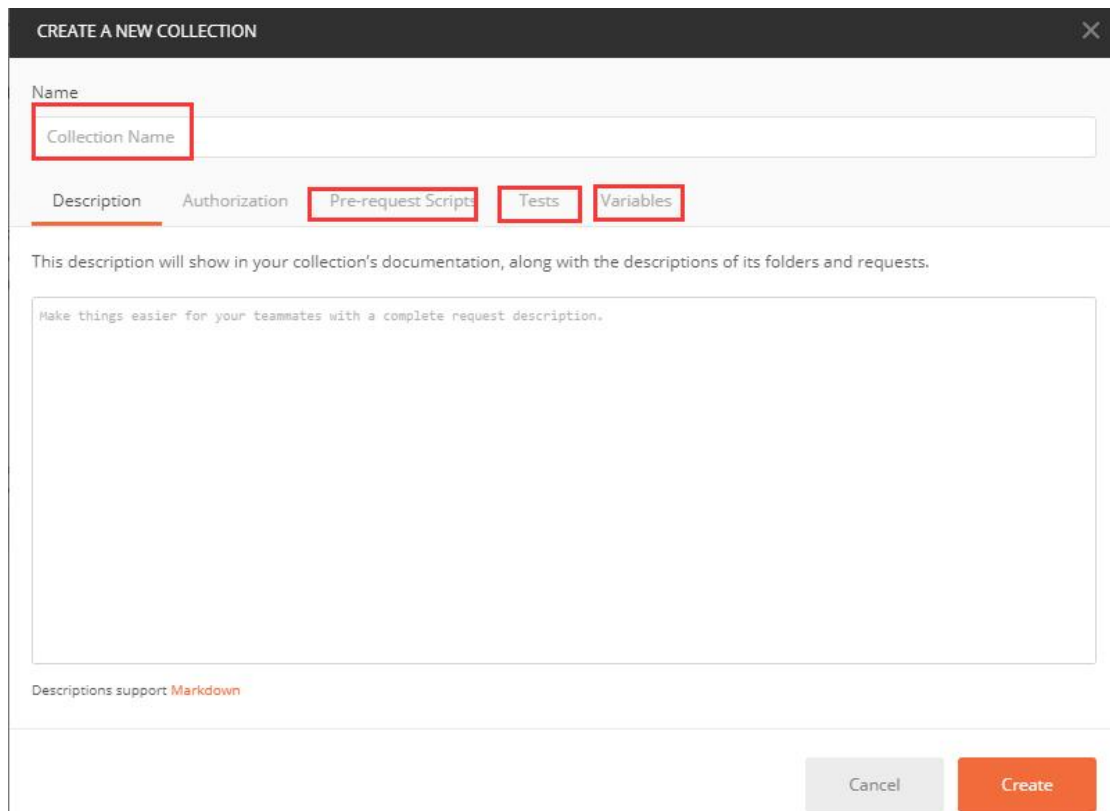 CREATE A NEW COLLECTION
Name
Collection Name
Description Authorization Pre-request Scripts Tests Variables
This description will show in your collection's documentation, along with the descriptions of its folders and requests.
Make things easier for your teammates with a complete request description.
Descriptions support Markdown
Cancel Create